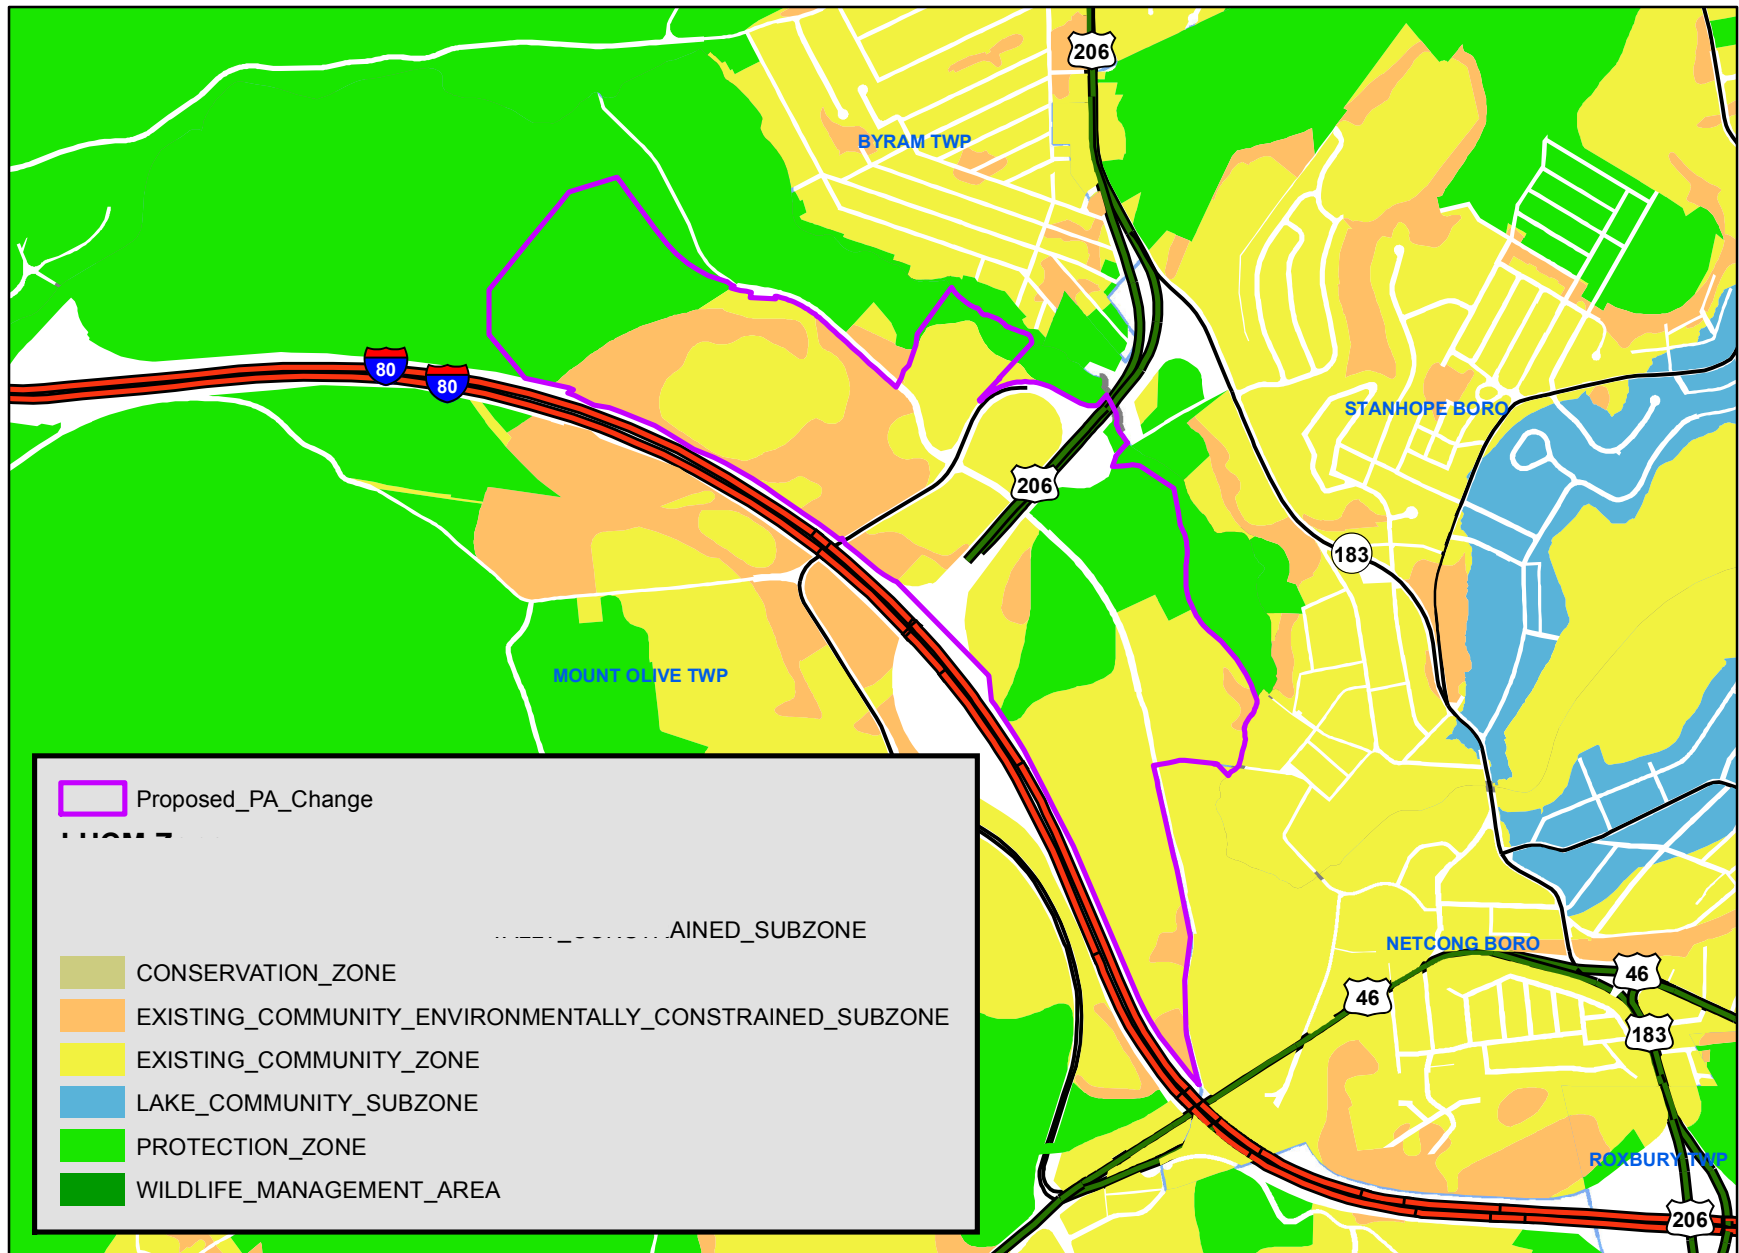 206
BYRAM TWP
80
80
STANHOPE BORO
206
183
MOUNT OLIVE TWP
Proposed_PA_Change
AINED_SUBZONE
CONSERVATION_ZONE
EXISTING_COMMUNITY_ENVIRONMENTALLY_CONSTRAINED_SUBZONE
EXISTING_COMMUNITY_ZONE
LAKE_COMMUNITY_SUBZONE
PROTECTION_ZONE
WILDLIFE_MANAGEMENT_AREA
NETCONG BORO
46
46
183
ROXBURY TWP
206